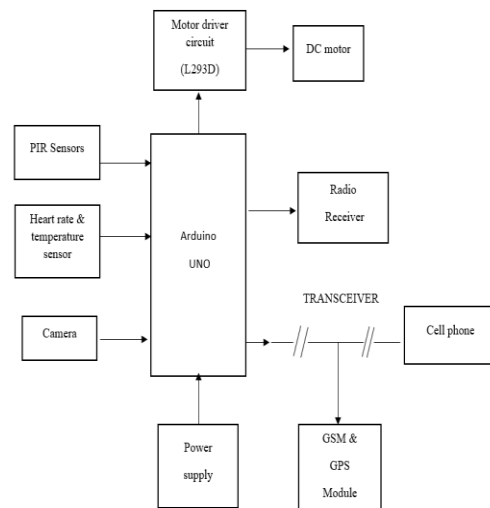 Motor driver
circuit
(L293D)
DC motor
PIR Sensors
Heart rate &
temperature
sensor
Camera
Arduino
UNO
Radio
Receiver
TRANSCEIVER
Cell phone
Power
supply
GSM &
GPS
Module